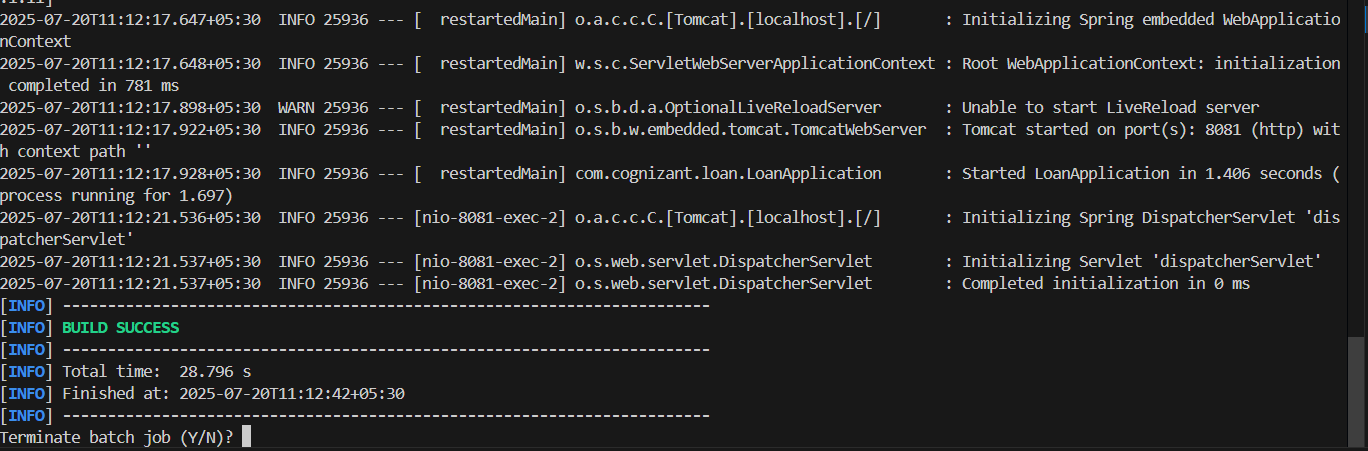 2025-07-20T11:12:17.647+05:30  INFO 25936 --- [  restartedMain] o.a.c.c.C.[Tomcat].[localhost].[/]       : Initializing Spring embedded WebApplicatio
nContext
2025-07-20T11:12:17.648+05:30  INFO 25936 --- [  restartedMain] w.s.c.ServletWebServerApplicationContext : Root WebApplicationContext: initialization
 completed in 781 ms
2025-07-20T11:12:17.898+05:30  WARN 25936 --- [  restartedMain] o.s.b.d.a.OptionalLiveReloadServer       : Unable to start LiveReload server
2025-07-20T11:12:17.922+05:30  INFO 25936 --- [  restartedMain] o.s.b.w.embedded.tomcat.TomcatWebServer  : Tomcat started on port(s): 8081 (http) wit
h context path ''
2025-07-20T11:12:17.928+05:30  INFO 25936 --- [  restartedMain] com.cognizant.loan.LoanApplication       : Started LoanApplication in 1.406 seconds (
process running for 1.697)
2025-07-20T11:12:21.536+05:30  INFO 25936 --- [nio-8081-exec-2] o.a.c.c.C.[Tomcat].[localhost].[/]       : Initializing Spring DispatcherServlet 'dis
patcherServlet'
2025-07-20T11:12:21.537+05:30  INFO 25936 --- [nio-8081-exec-2] o.s.web.servlet.DispatcherServlet        : Initializing Servlet 'dispatcherServlet'
2025-07-20T11:12:21.537+05:30  INFO 25936 --- [nio-8081-exec-2] o.s.web.servlet.DispatcherServlet        : Completed initialization in 0 ms
[INFO] ------------------------------------------------------------------------
[INFO] BUILD SUCCESS
[INFO] ------------------------------------------------------------------------
[INFO] Total time:  28.796 s
[INFO] Finished at: 2025-07-20T11:12:42+05:30
[INFO] ------------------------------------------------------------------------
Terminate batch job (Y/N)?